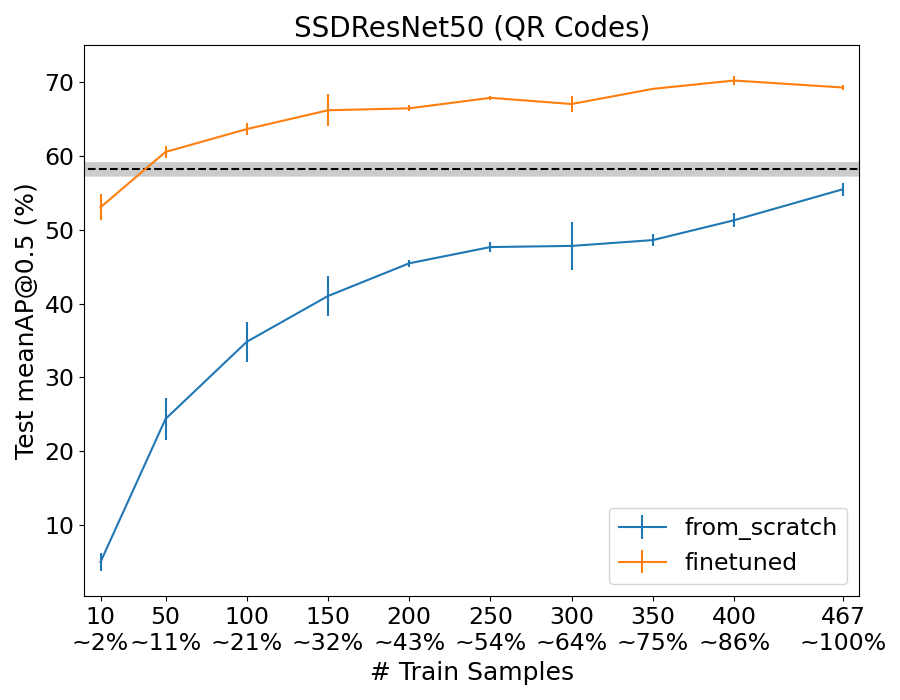 SSDResNet50 (QR Codes)
Test meanAP@0.5 (%)
70
60
50
40
30
20
10
from_scratch
finetuned
10 50 100 150 200 250 300 350 400 467
~2% ~11% ~21% ~32% ~43% ~54% ~64% ~75% ~86% ~100%
# Train Samples